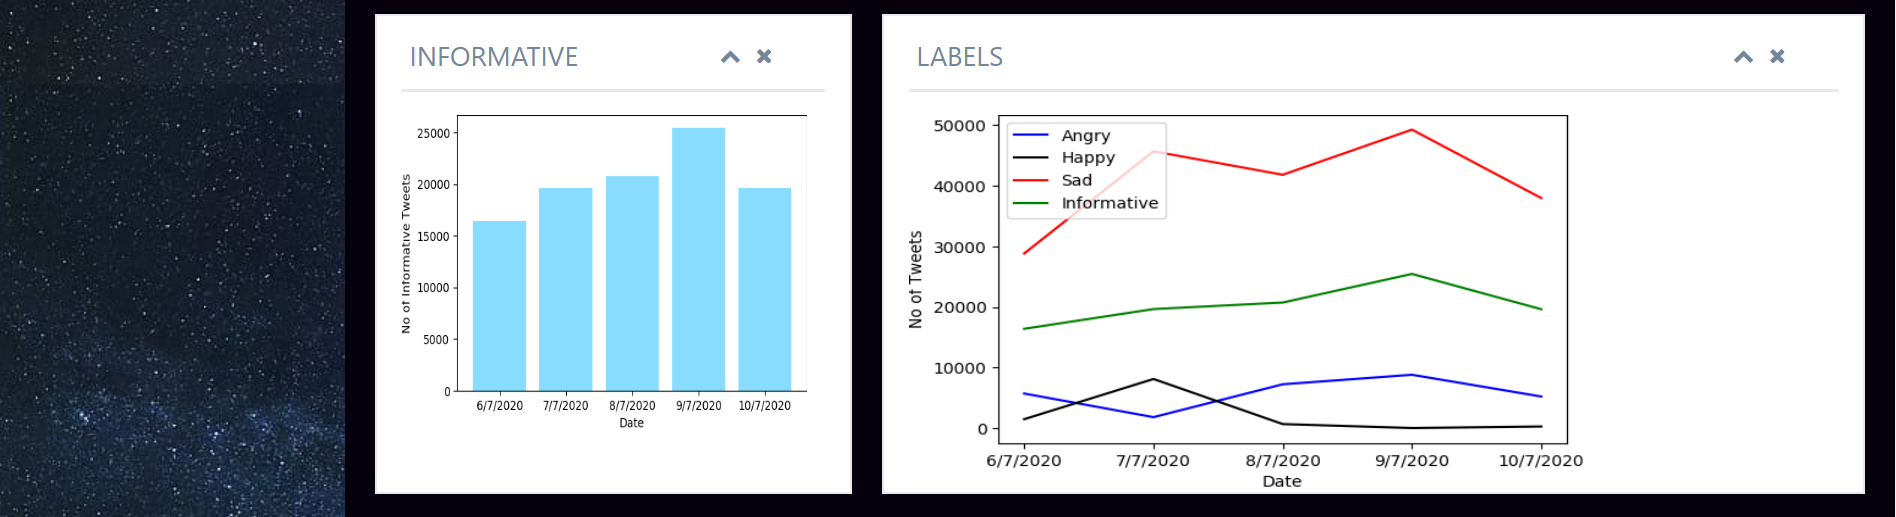 INFORMATIVE
No of Informative Tweets
25000
20000
15000
10000
5000
0
6/7/2020 7/7/2020 8/7/2020 9/7/2020 10/7/2020
Date
LABELS
No of Tweets
50000
40000
30000
20000
10000
0
Angry
Happy
Sad
Informative
6/7/2020 7/7/2020 8/7/2020 9/7/2020 10/7/2020
Date